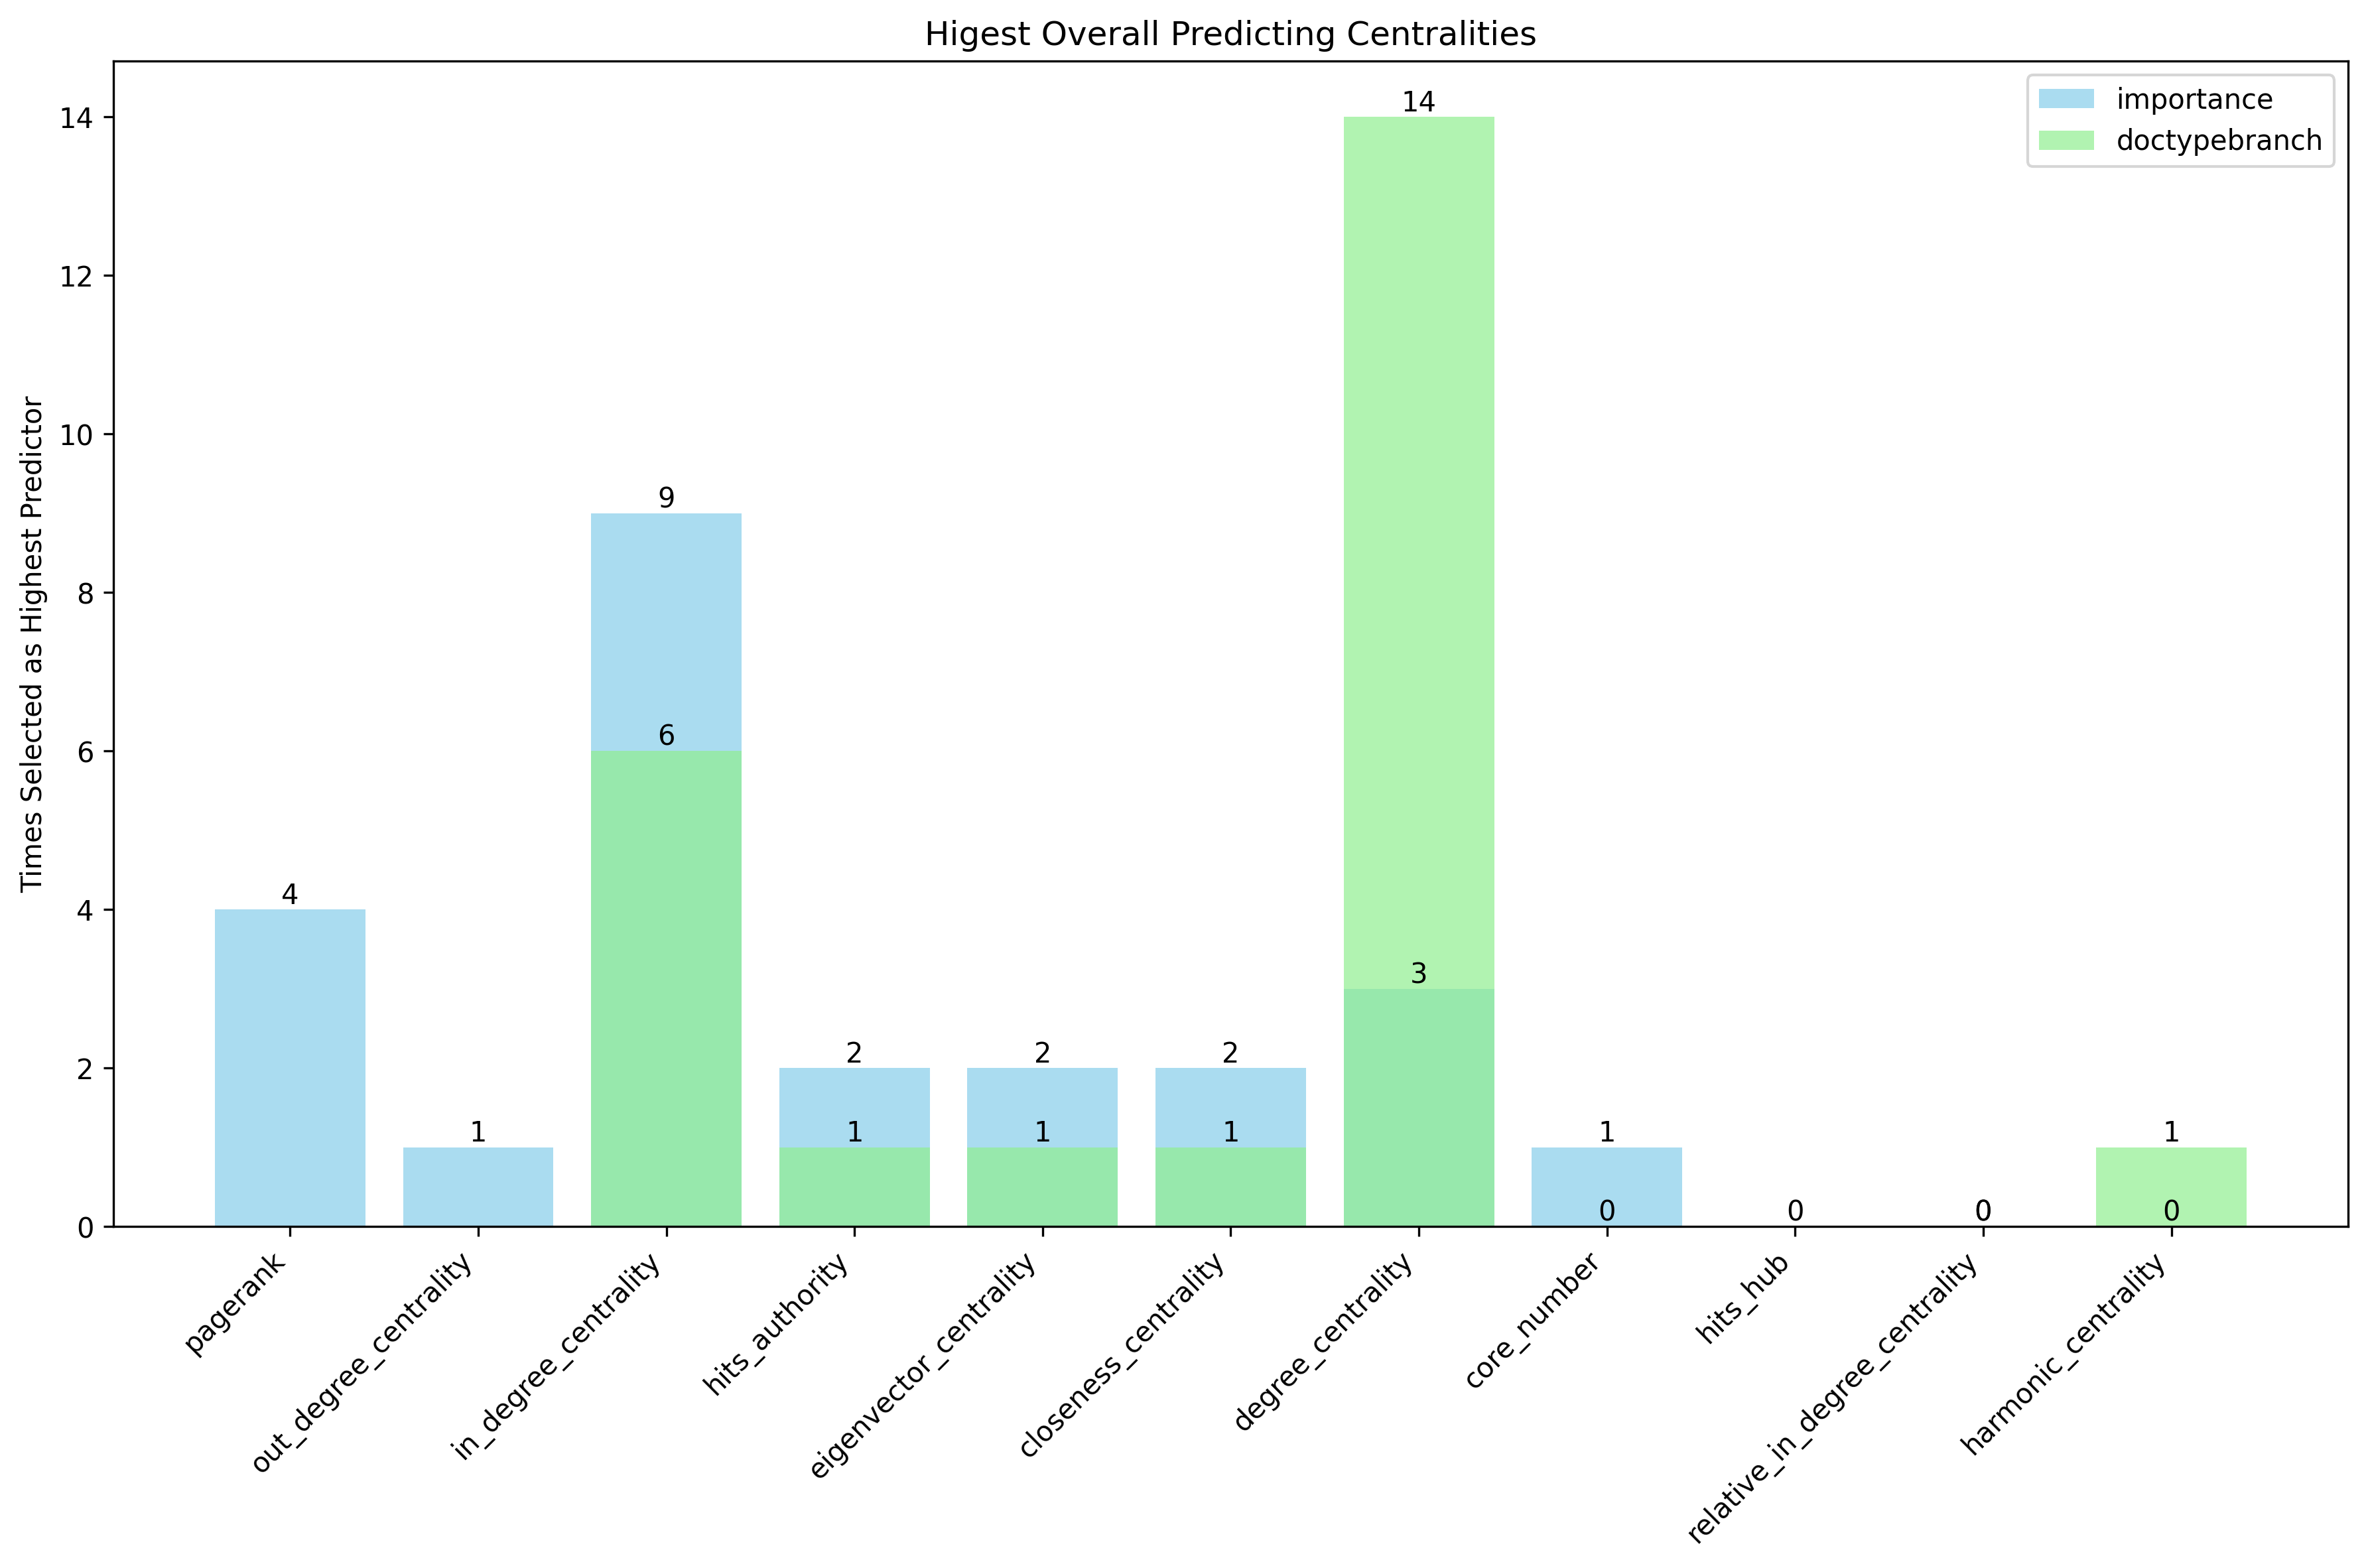 Higest Overall Predicting Centralities
importance
doctypebranch
Times Selected as Highest Predictor
14
12
10
8
6
4
2
0
4
1
9
6
2
1
2
1
2
1
14
3
1
0
0
0
1
0
pagerank
out_degree_centrality
in_degree_centrality
hits_authority
eigenvector_centrality
closeness_centrality
degree_centrality
core_number
hits_hub
relative_in_degree_centrality
harmonic_centrality